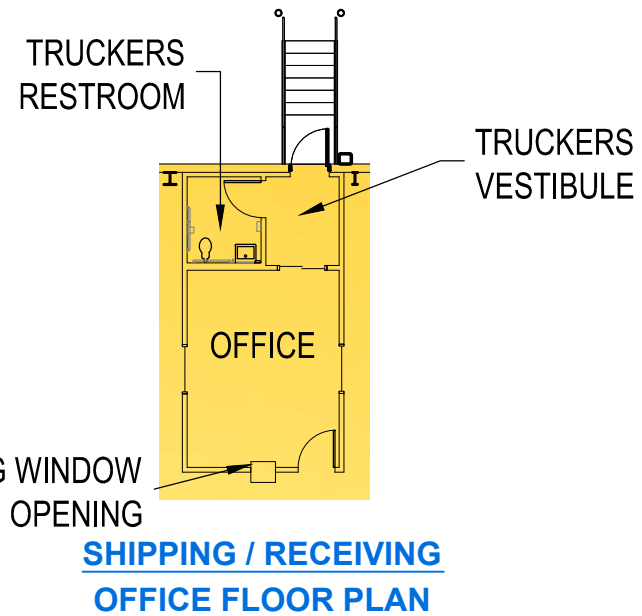 TRUCKERS
RESTROOM
TRUCKERS
VESTIBULE
OFFICE
WINDOW
OPENING
SHIPPING / RECEIVING
OFFICE FLOOR PLAN